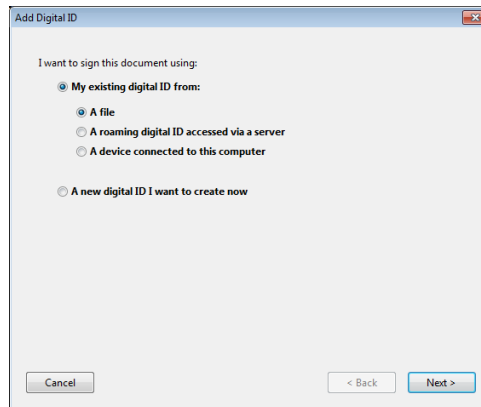 Add Digital ID
I want to sign this document using:
My existing digital ID from:
A file
A roaming digital ID accessed via a server
A device connected to this computer
A new digital ID I want to create now
Cancel
< Back
Next >